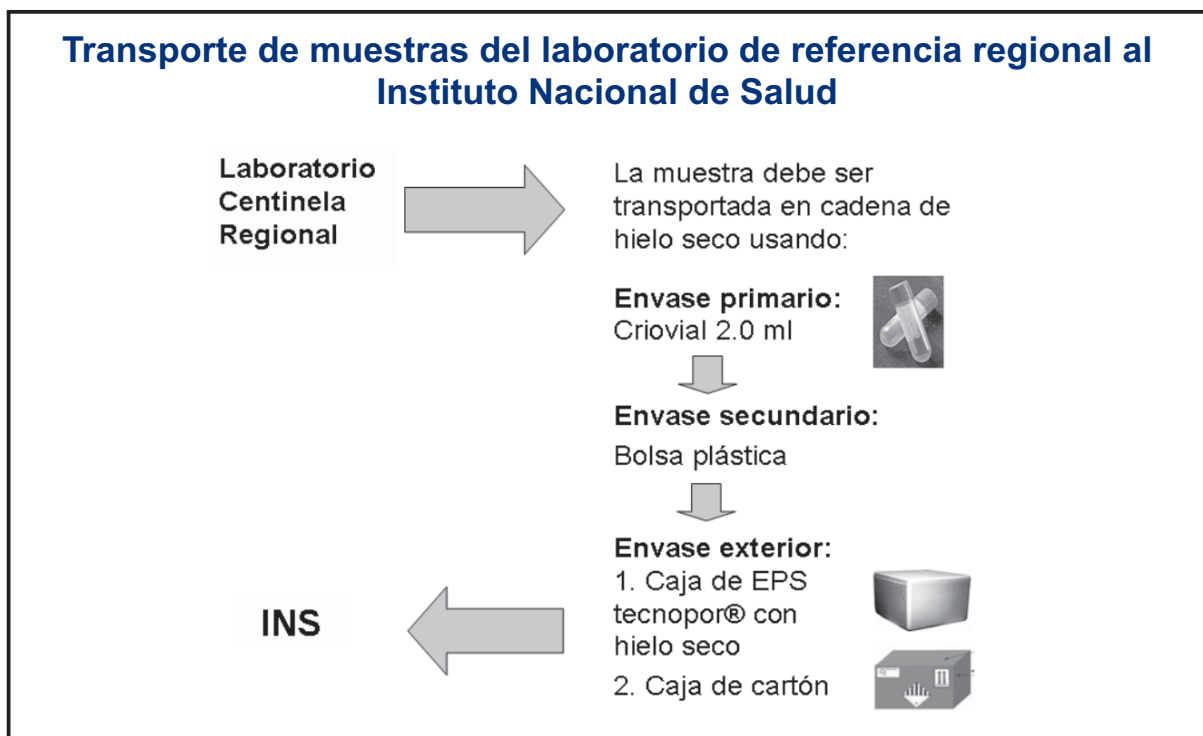 Transporte de muestras del laboratorio de referencia regional al
Instituto Nacional de Salud
Laboratorio
Centinela
Regional
La muestra debe ser
transportada en cadena de
hielo seco usando:
Envase primario:
Criovial 2.0 ml
Envase secundario:
Bolsa plástica
Envase exterior:
1. Caja de EPS
tecnopor® con
hielo seco
2. Caja de cartón
INS